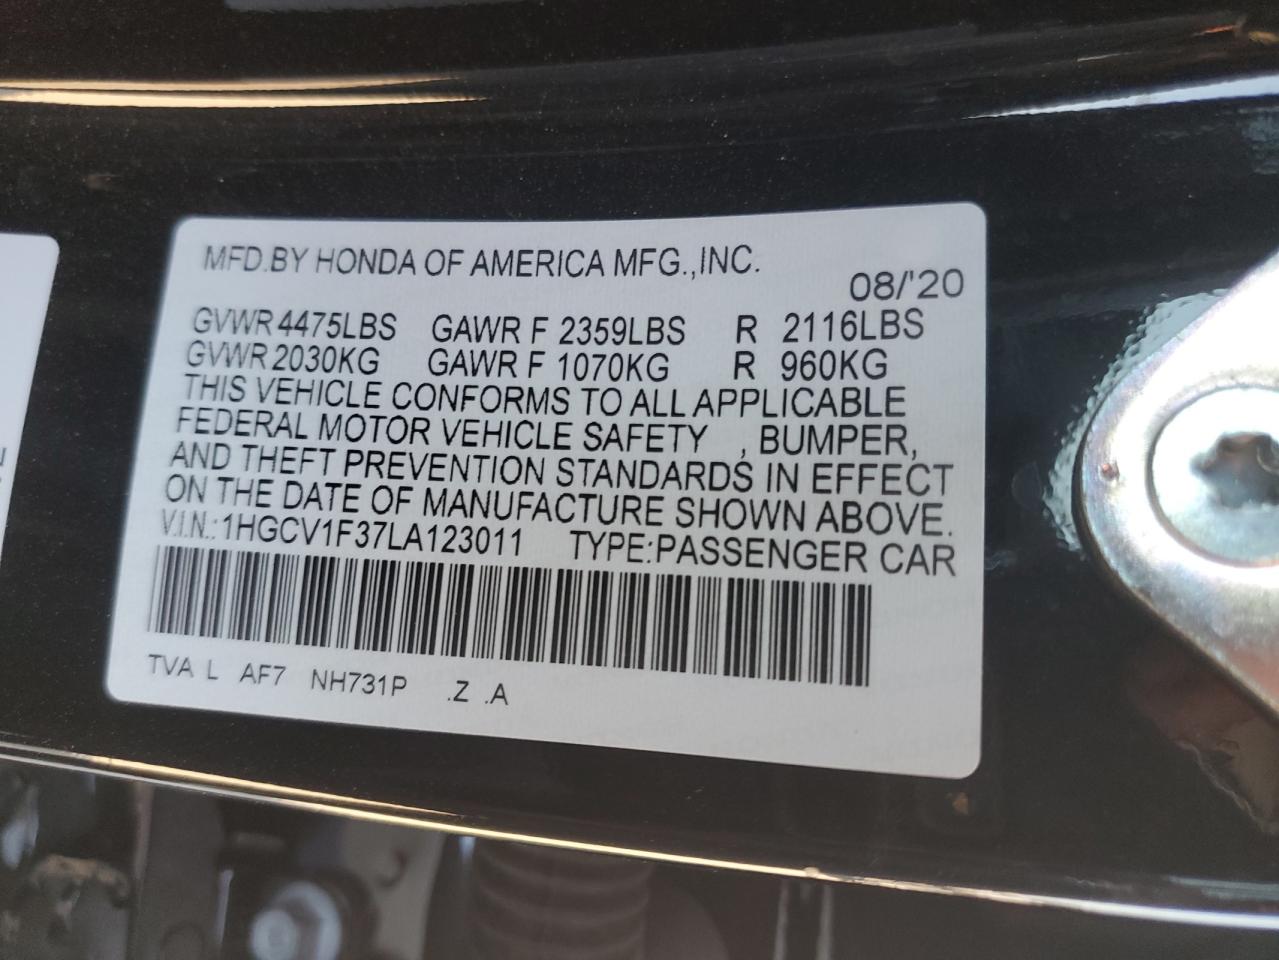 MFD.BY HONDA OF AMERICA MFG.,INC.
08/'20
GVWR 4475LBS GAWR F 2359LBS R 2116LBS
GVWR 2030KG GAWR F 1070KG R 960KG
THIS VEHICLE CONFORMS TO ALL APPLICABLE
FEDERAL MOTOR VEHICLE SAFETY , BUMPER,
AND THEFT PREVENTION STANDARDS IN EFFECT
ON THE DATE OF MANUFACTURE SHOWN ABOVE.
V.I.N.: 1HGCV1F37LA123011 TYPE:PASSENGER CAR
TVA L AF7 NH731P .Z .A